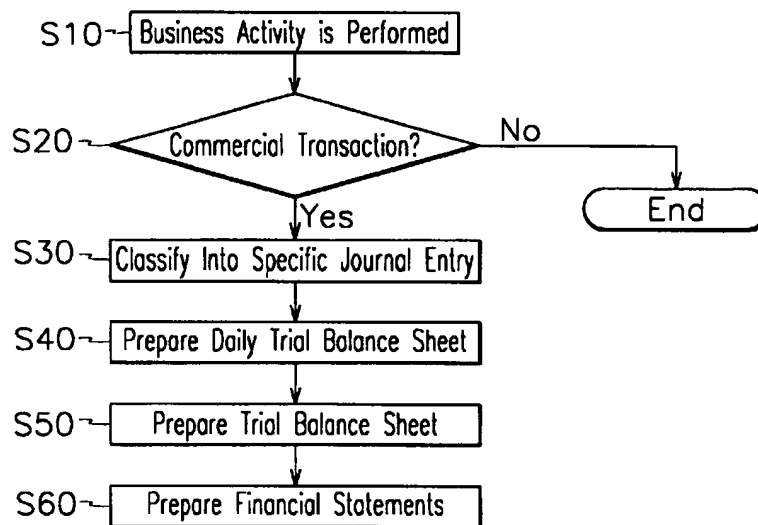 S10
Business Activity is Performed
S20
Commercial Transaction?
No
End
Yes
S30
Classify Into Specific Journal Entry
S40
Prepare Daily Trial Balance Sheet
S50
Prepare Trial Balance Sheet
S60
Prepare Financial Statements